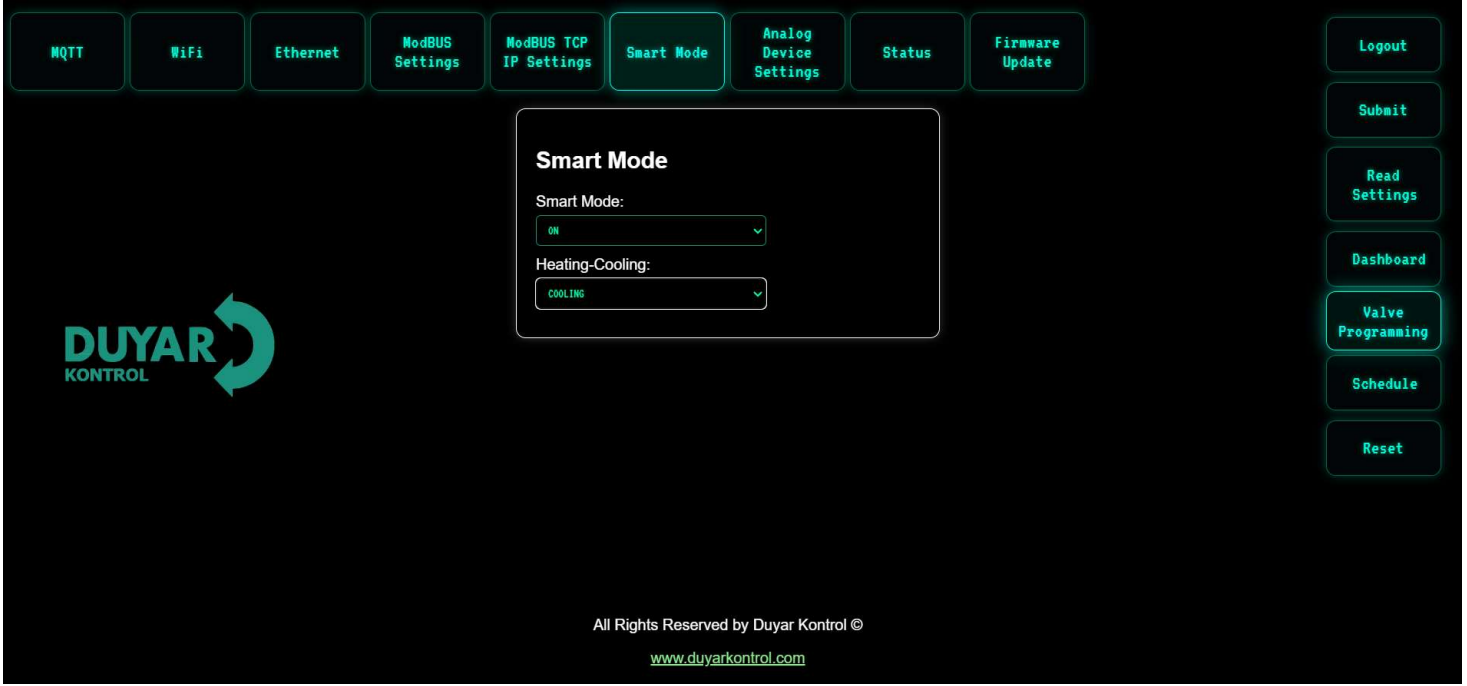 MQTT
WiFi
Ethernet
ModBUS
Settings
ModBUS TCP
IP Settings
Smart Mode
Analog
Device
Settings
Status
Firmware
Update
Logout
Submit
Read
Settings
Dashboard
Valve
Programming
Schedule
Reset
Smart Mode
Smart Mode:
ON
Heating-Cooling:
COOLING
DUYAR
KONTROL
All Rights Reserved by Duyar Kontrol ©
www.duyarkontrol.com